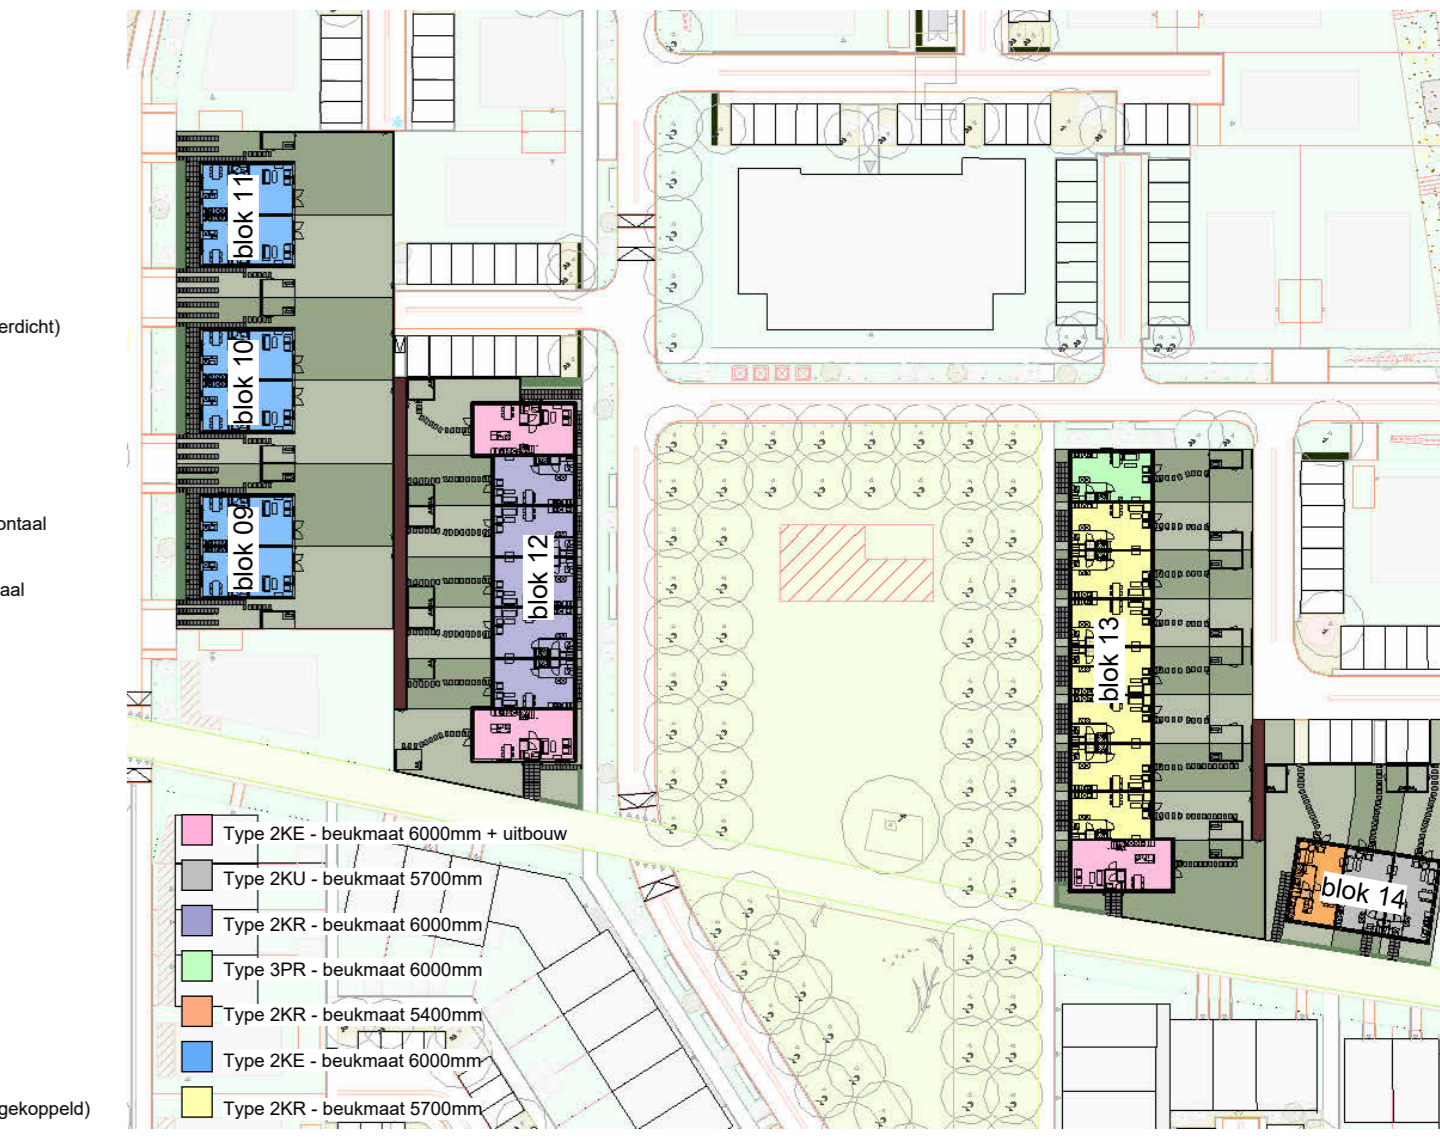 blok 11
erdicht)
blok 10
ontaal
blok 09
blok 12
aal
blok 13
Type 2KE - beukmaat 6000mm + uitbouw
Type 2KU - beukmaat 5700mm
blok 14
Type 2KR - beukmaat 6000mm
Type 3PR - beukmaat 6000mm
Type 2KR - beukmaat 5400mm
Type 2KE - beukmaat 6000mm
gekoppeld)
Type 2KR - beukmaat 5700mm